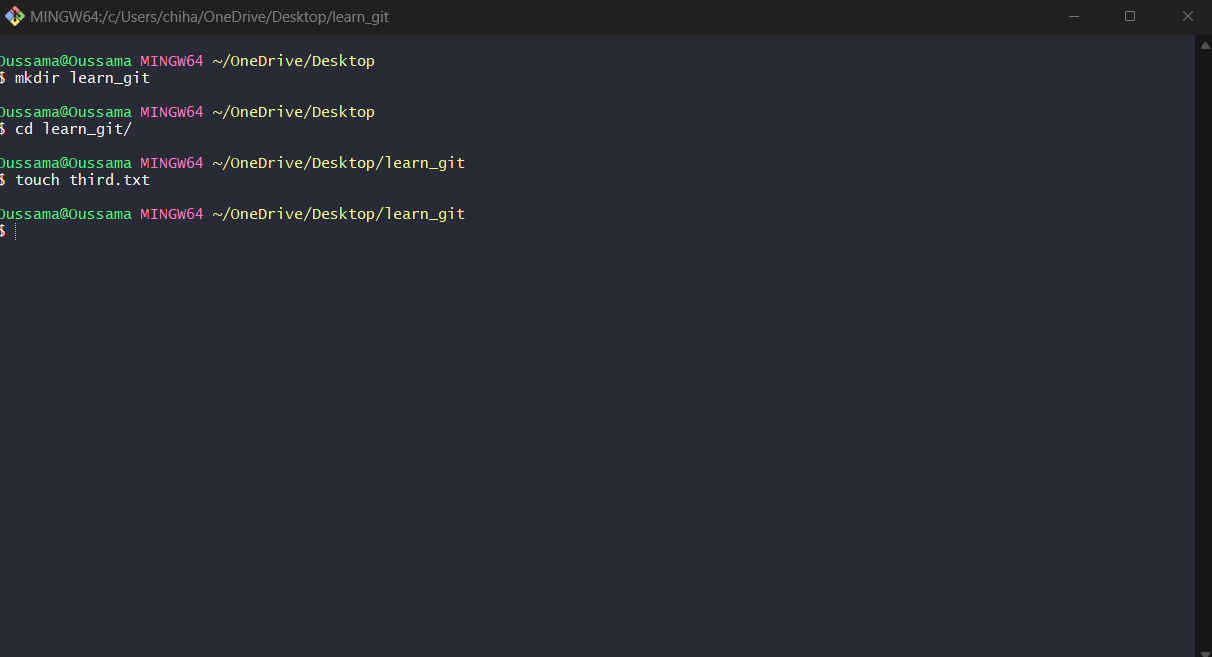 MINGW64:/c/Users/chiha/OneDrive/Desktop/learn_git
Oussama@Oussama MINGW64 ~/OneDrive/Desktop
$ mkdir learn_git
Oussama@Oussama MINGW64 ~/OneDrive/Desktop
$ cd learn_git/
Oussama@Oussama MINGW64 ~/OneDrive/Desktop/learn_git
$ touch third.txt
Oussama@Oussama MINGW64 ~/OneDrive/Desktop/learn_git
$